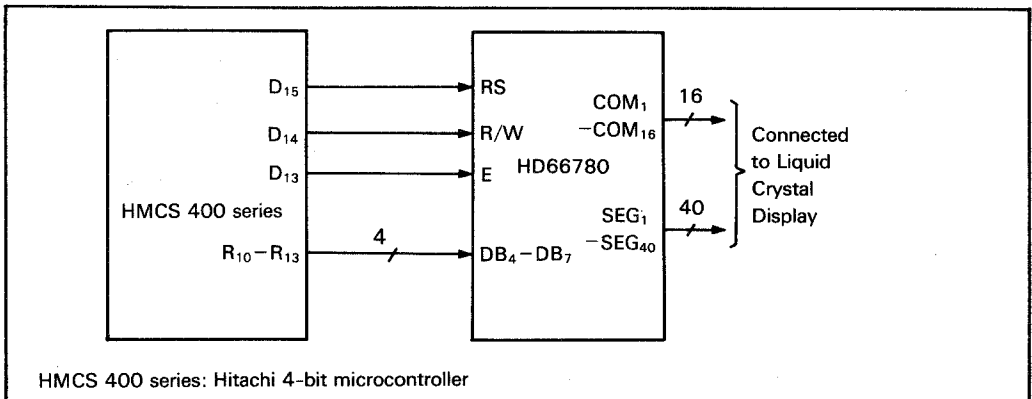 D₁₅
RS
COM₁
–COM₁₆
16
D₁₄
R/W
Connected
to Liquid
Crystal
Display
D₁₃
E
HD66780
HMCS 400 series
SEG₁
–SEG₄₀
40
R₁₀–R₁₃
4
DB₄–DB₇
HMCS 400 series: Hitachi 4-bit microcontroller